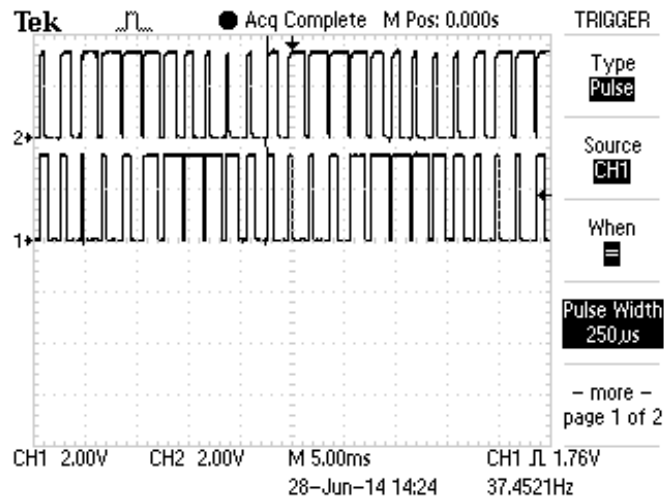 Tek Acq Complete M Pos: 0.000s TRIGGER
Type
Pulse
2
Source
CH1
1
When
=
Pulse Width
250µs
– more –
page 1 of 2
CH1 2.00V CH2 2.00V M 5.00ms CH1 1.76V
28-Jun-14 14:24 37.4521Hz